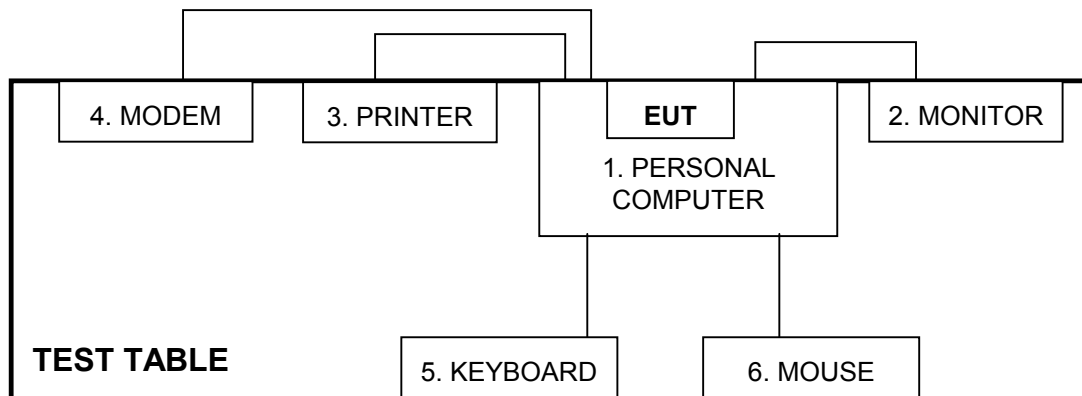 4. MODEM
3. PRINTER
EUT
2. MONITOR
1. PERSONAL
COMPUTER
TEST TABLE
5. KEYBOARD
6. MOUSE